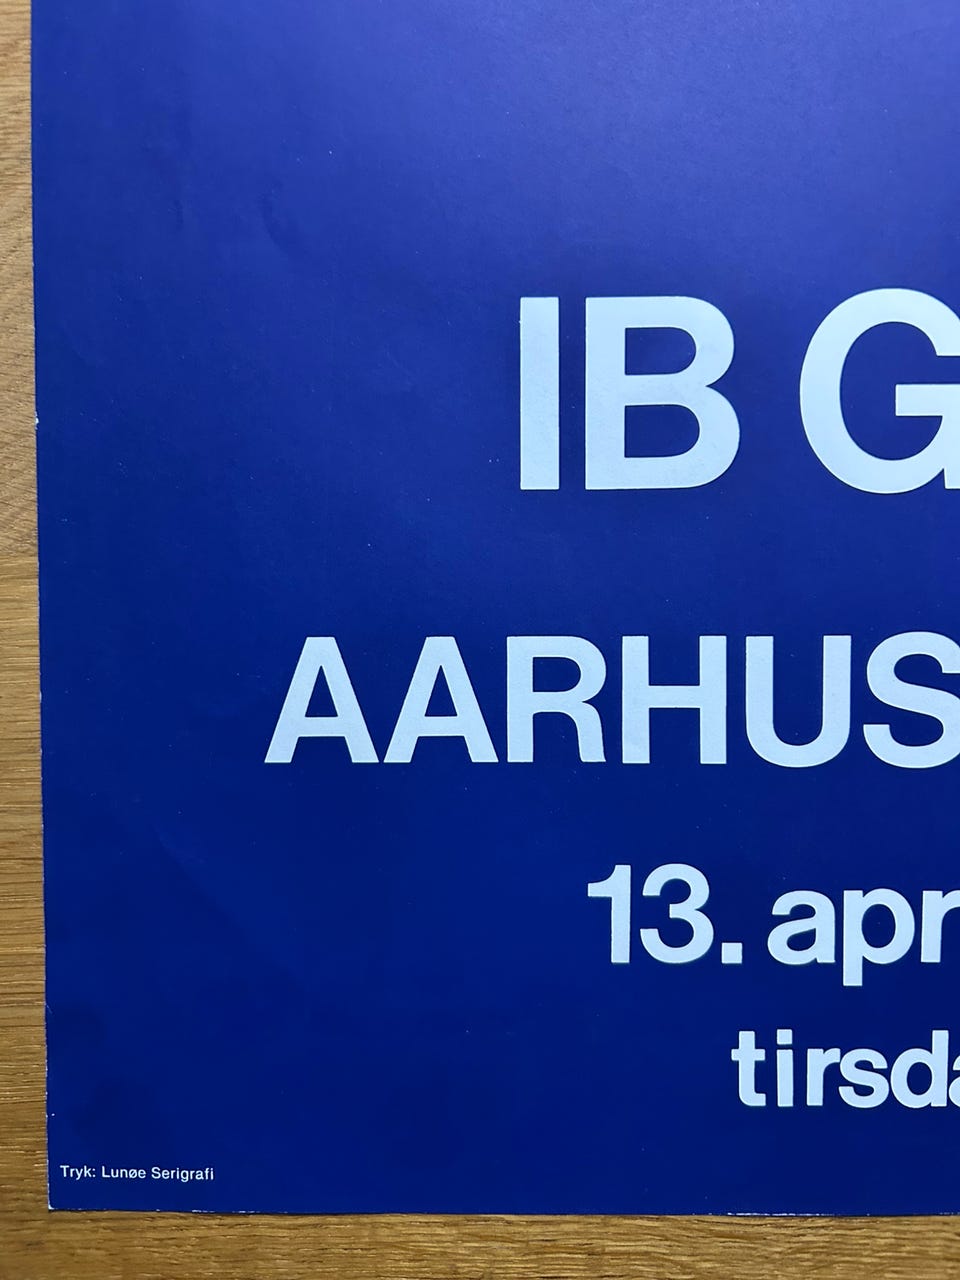 IB G
AARHUS
13. apr
tirsda
Tryk: Lunøe Serigrafi